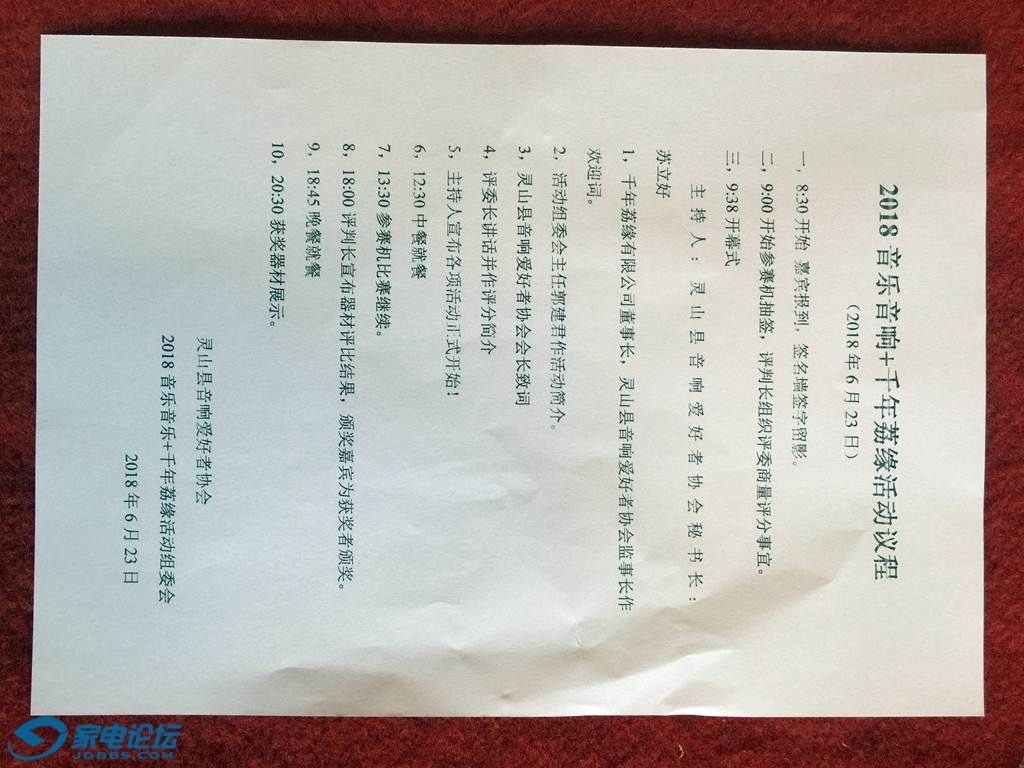 2018 音乐音响+千年荔缘活动议程
（2018 年 6 月 23 日）
一，8:30 开始 嘉宾报到，签名墙签字留影。
二，9:00 开始参赛机抽签，评判长组织评委商量评分事宜。
三，9:38 开幕式
主持人：灵山县音响爱好者协会秘书长：
苏立好
1，千年荔缘有限公司董事长，灵山县音响爱好者协会监事长作
欢迎词。
2，活动组委会主任郭建君作活动简介。
3，灵山县音响爱好者协会会长致词
4，评委长讲话并作评分简介
5，主持人宣布各项活动正式开始！
6，12:30 中餐就餐
7，13:30 参赛机比赛继续。
8，18:00 评判长宣布器材评比结果，颁奖嘉宾为获奖者颁奖。
9，18:45 晚餐就餐
10，20:30 获奖器材展示。
灵山县音响爱好者协会
2018 音乐音乐+千年荔缘活动组委会
2018 年 6 月 23 日
家电论坛
JDBBS.COM